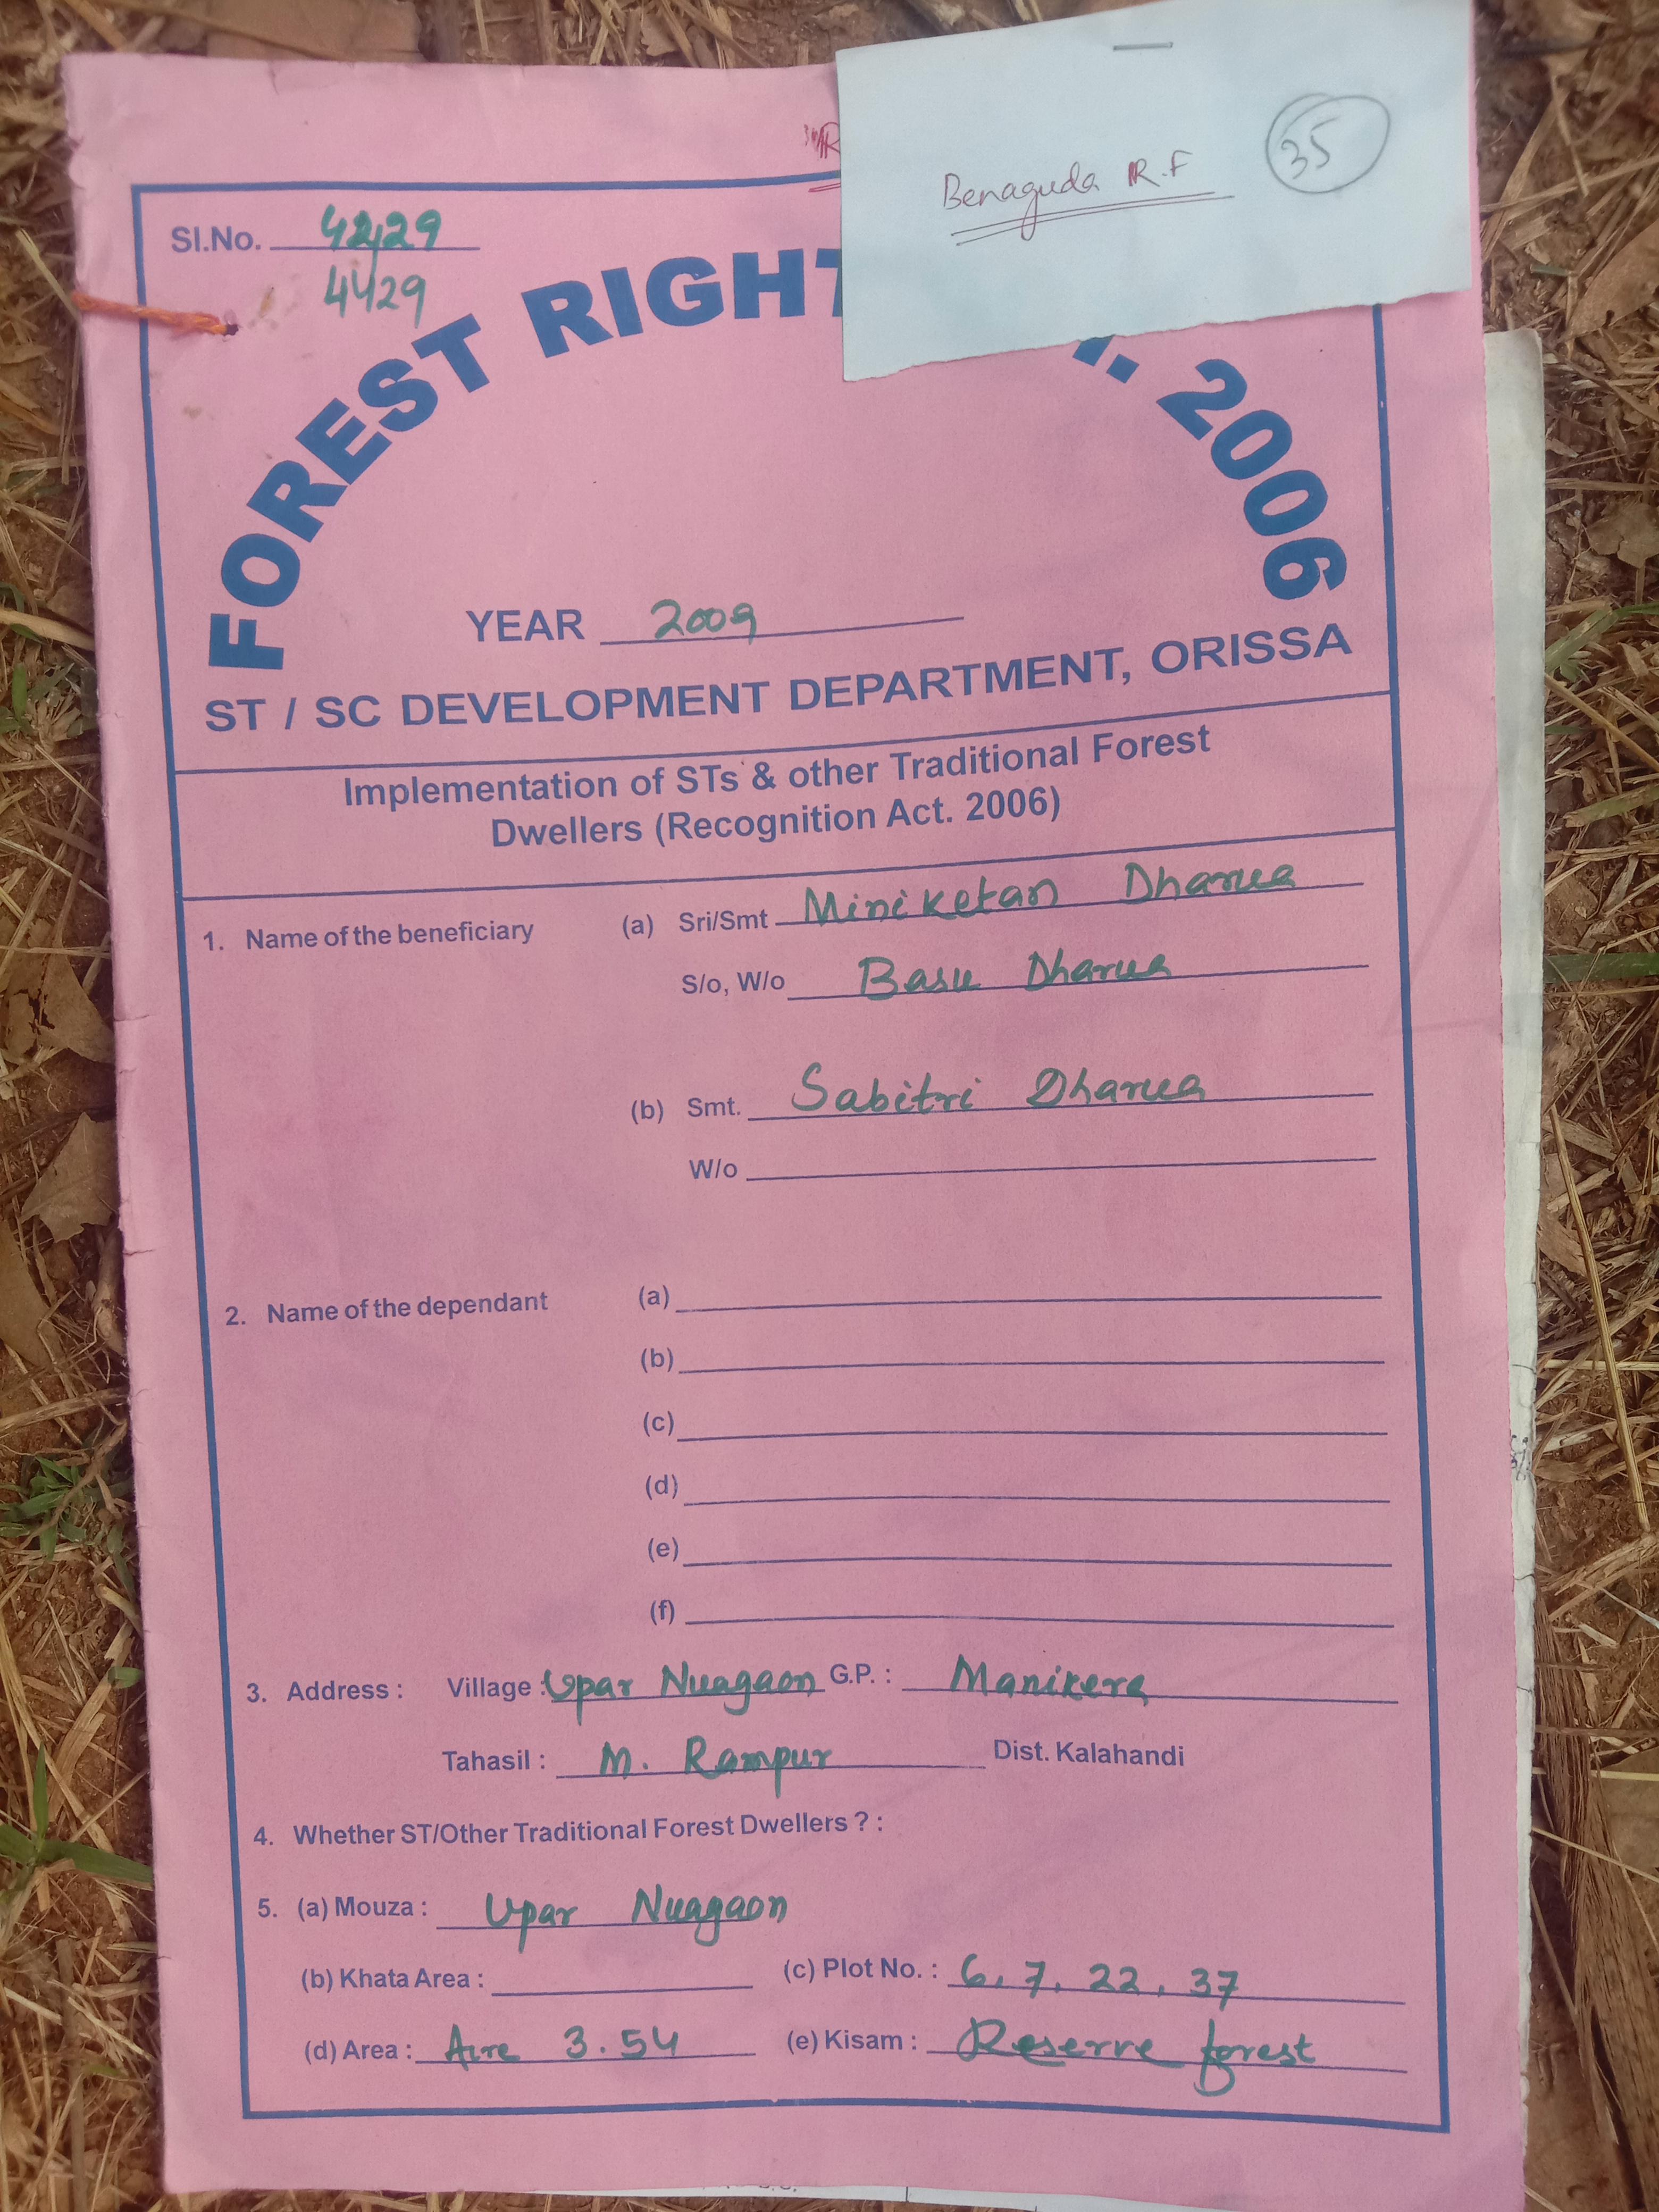 Benaguda R.F
35
Sl.No. 4229
4429
FOREST RIGHT
. 2006
YEAR 2009
ST / SC DEVELOPMENT DEPARTMENT, ORISSA
Implementation of STs & other Traditional Forest
Dwellers (Recognition Act. 2006)
1. Name of the beneficiary (a) Sri/Smt Miniketan Dharua
S/o, W/o Basu Dharua
(b) Smt. Sabitri Dharua
W/o
2. Name of the dependant (a)
(b)
(c)
(d)
(e)
(f)
3. Address : Village : Upar Nuagaon G.P. : Manikera
Tahasil : M. Rampur Dist. Kalahandi
4. Whether ST/Other Traditional Forest Dwellers ? :
5. (a) Mouza : Upar Nuagaon
(b) Khata Area : (c) Plot No. : 6, 7, 22, 37
(d) Area : Acre 3.54 (e) Kisam : Reserve forest